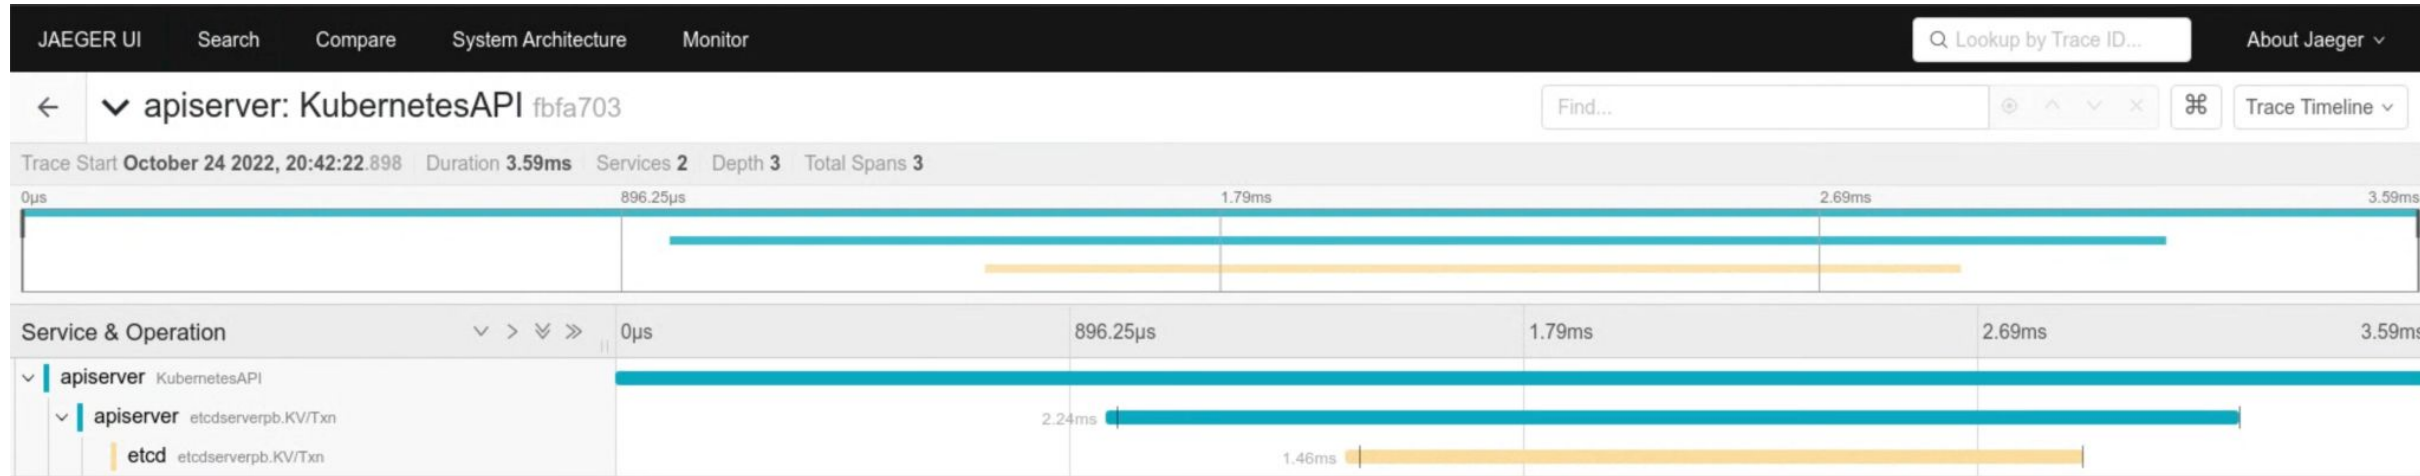 JAEGER UI Search Compare System Architecture Monitor Lookup by Trace ID... About Jaeger
apiserver: KubernetesAPI fbfa703 Find... ⌘ Trace Timeline
Trace Start October 24 2022, 20:42:22.898 Duration 3.59ms Services 2 Depth 3 Total Spans 3
0μs 896.25μs 1.79ms 2.69ms 3.59ms
Service & Operation 0μs 896.25μs 1.79ms 2.69ms 3.59ms
apiserver KubernetesAPI
apiserver etcdserverpb.KV/Txn 2.24ms
etcd etcdserverpb.KV/Txn 1.46ms